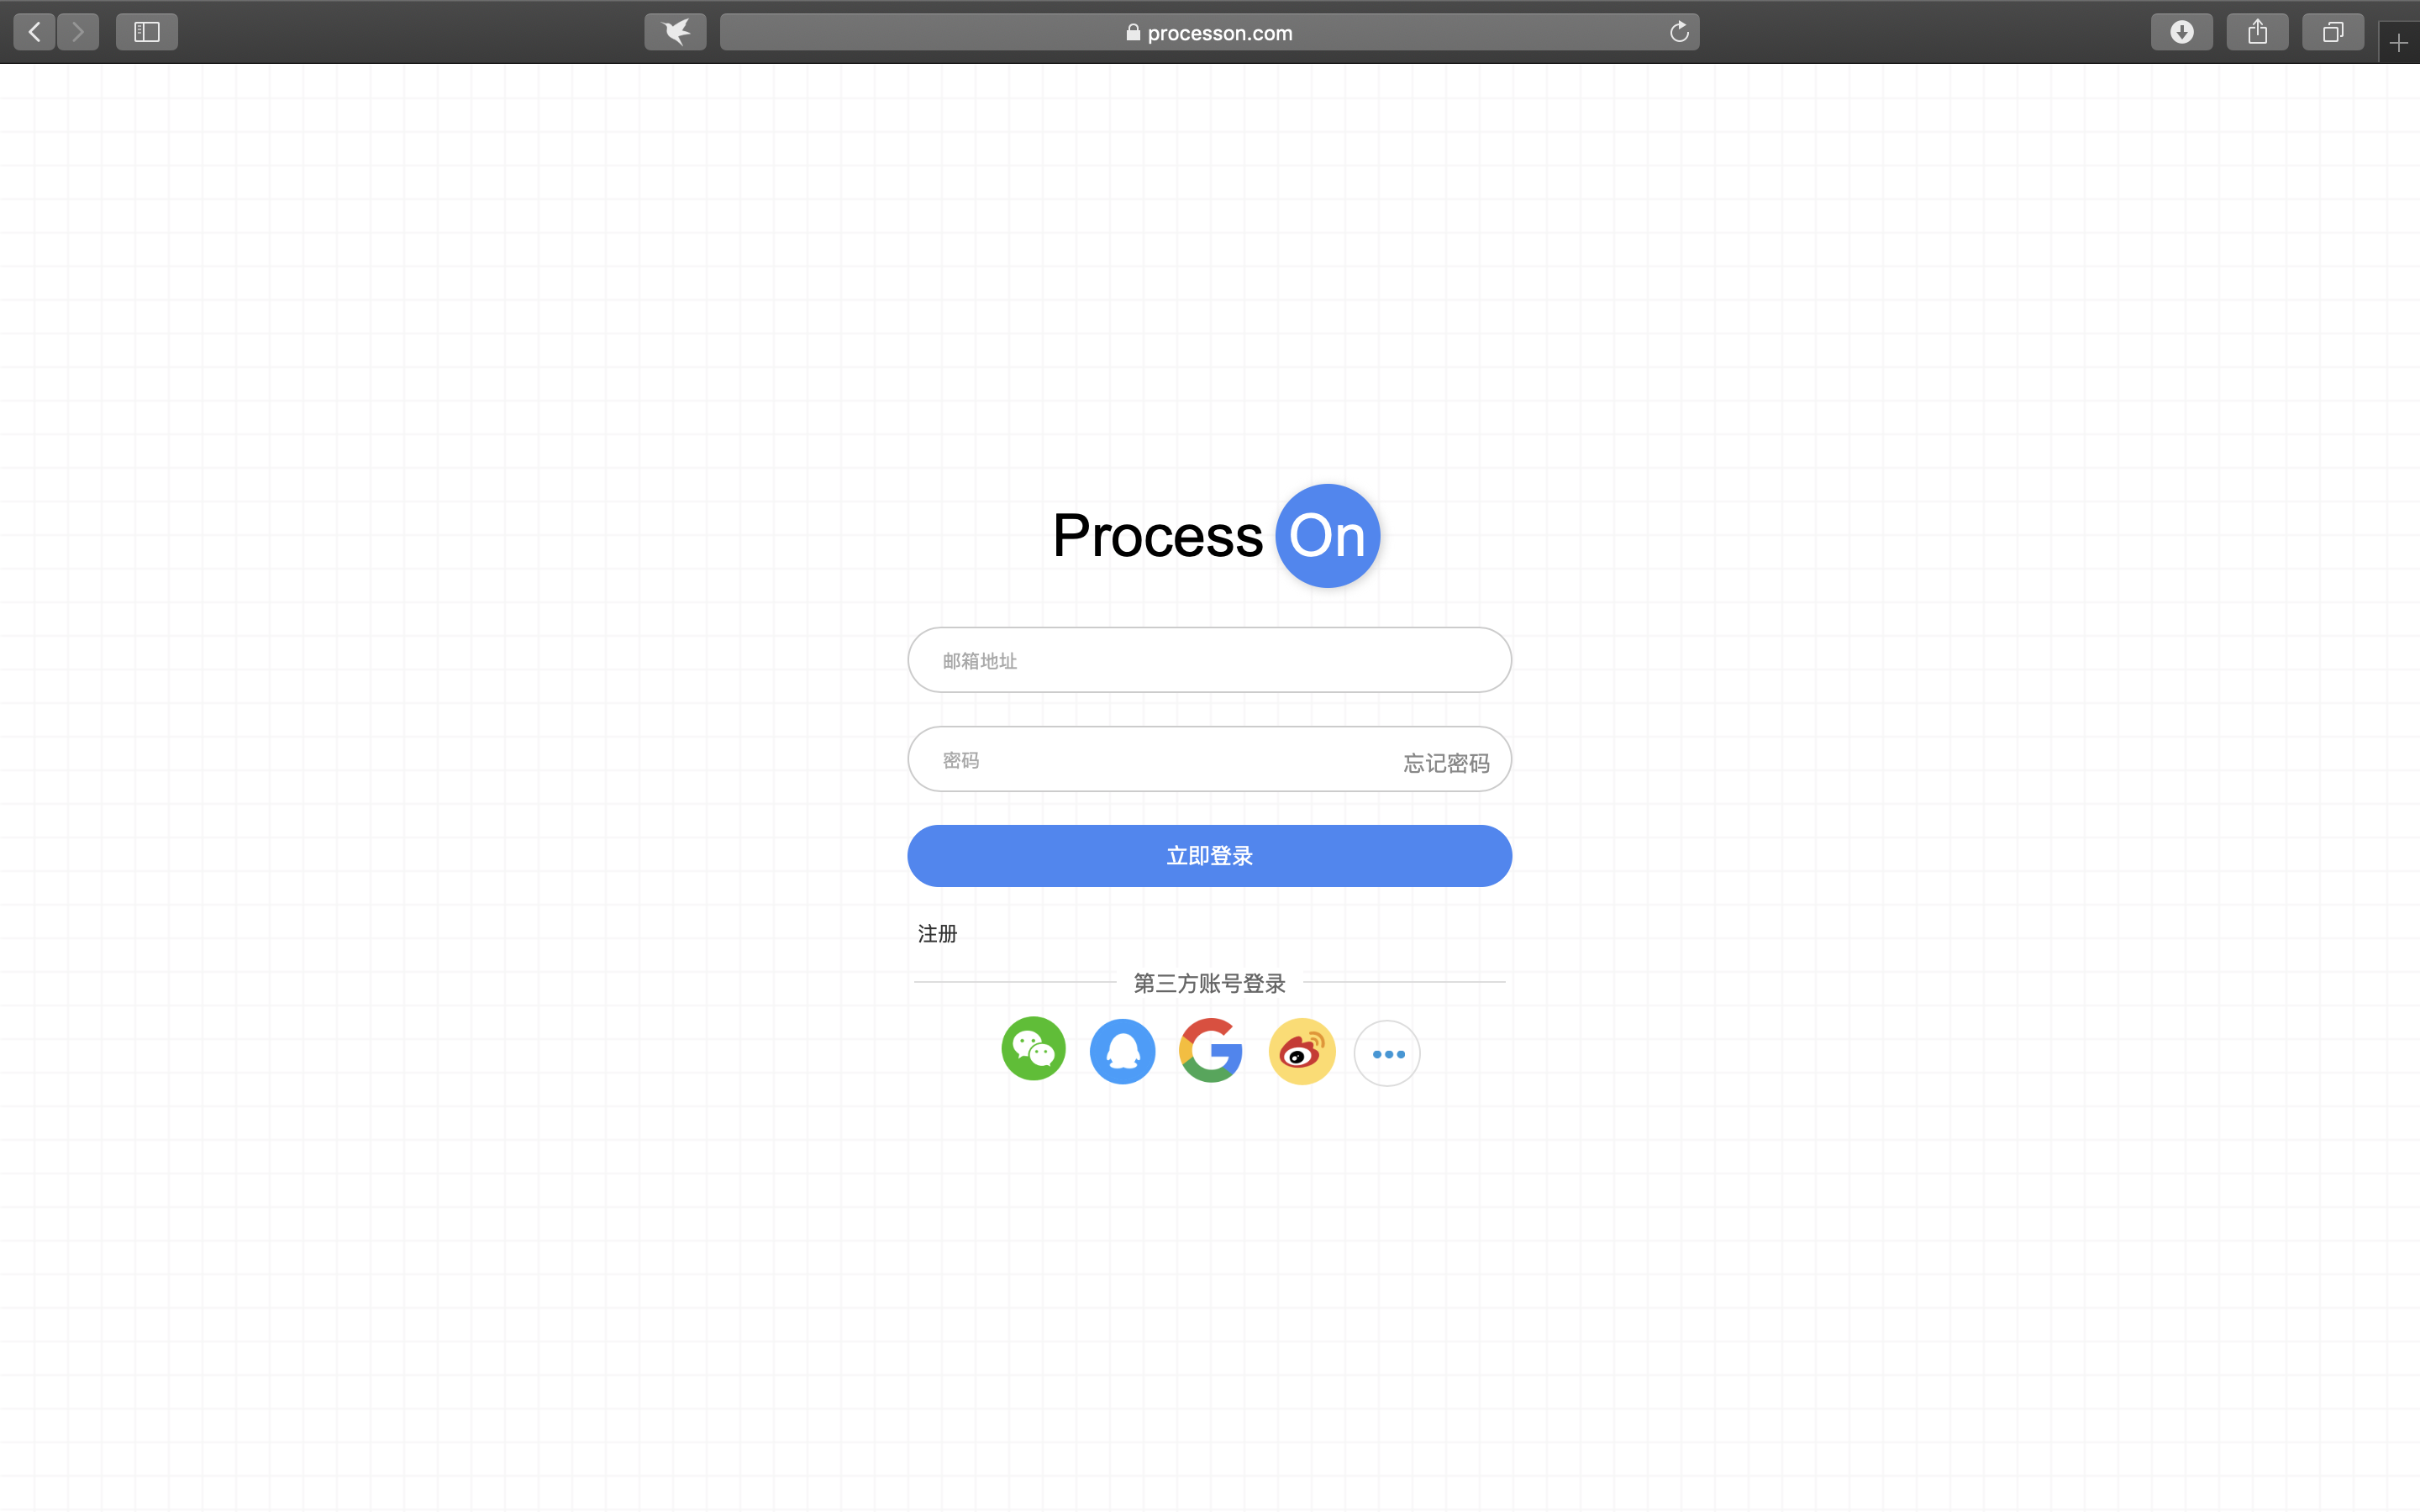 processon.com
Process On
邮箱地址
密码 忘记密码
立即登录
注册
第三方账号登录